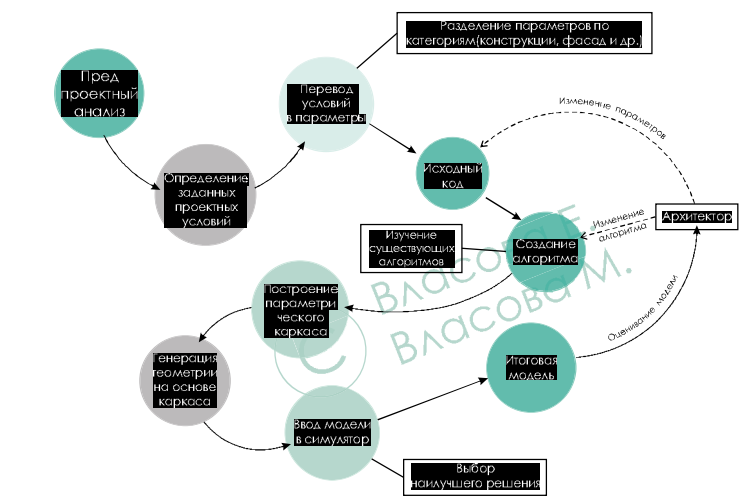 Разделение параметров по
категориям(конструкции, фасад и др.)
Пред
проектный
анализ
Перевод
условий
в параметры
Изменение параметров
Исходный
код
Определение
заданных
проектных
условий
Архитектор
Изменение
алгоритма
Изучение
существующих
алгоритмов
Создание
алгоритма
Власова Е.
Власова М.
Построение
параметри
ческого
каркаса
С
Оценивание модели
Генерация
геометрии
на основе
каркаса
Итоговая
модель
Ввод модели
в симулятор
Выбор
наилучшего решения